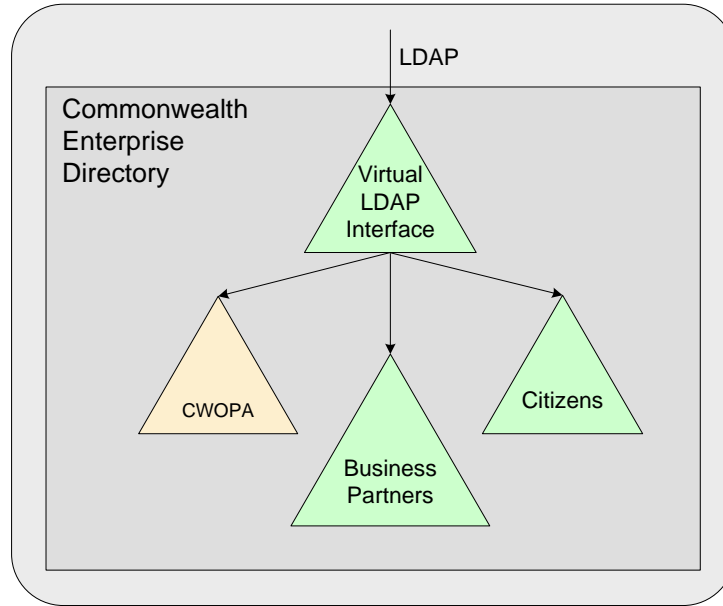 LDAP
Commonwealth
Enterprise
Directory
Virtual
LDAP
Interface
CWOPA
Citizens
Business
Partners